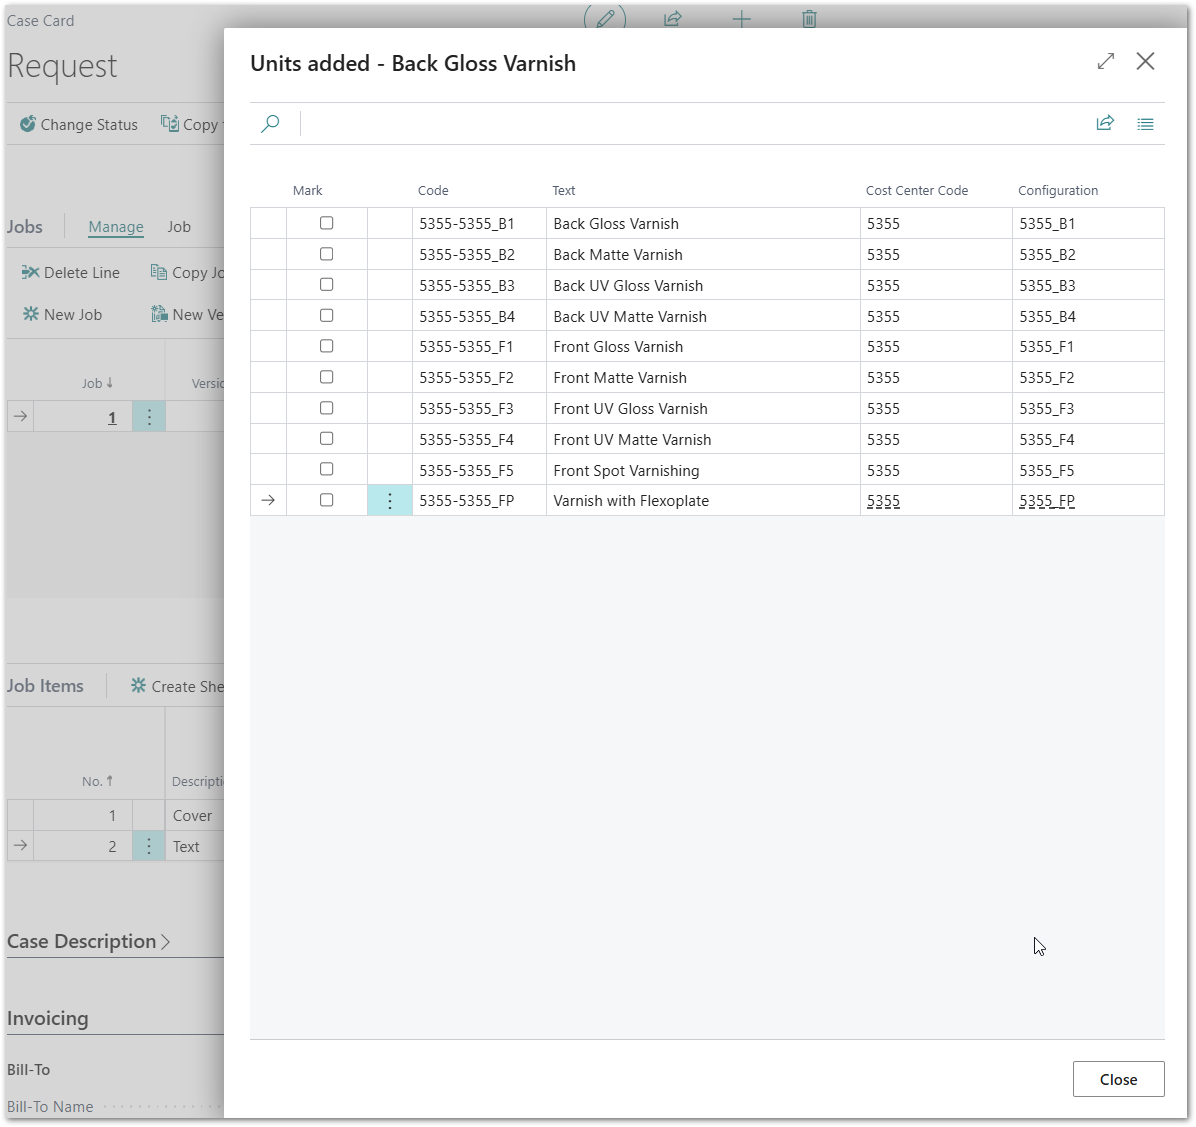 Case Card
Request
Change Status Copy
Jobs Manage Job
Delete Line Copy Jo
New Job New Ve
Job Versio
1
Job Items Create She
No. Descripti
1 Cover
2 Text
Case Description
Invoicing
Bill-To
Bill-To Name
Units added - Back Gloss Varnish
Mark Code Text Cost Center Code Configuration
5355-5355_B1 Back Gloss Varnish 5355 5355_B1
5355-5355_B2 Back Matte Varnish 5355 5355_B2
5355-5355_B3 Back UV Gloss Varnish 5355 5355_B3
5355-5355_B4 Back UV Matte Varnish 5355 5355_B4
5355-5355_F1 Front Gloss Varnish 5355 5355_F1
5355-5355_F2 Front Matte Varnish 5355 5355_F2
5355-5355_F3 Front UV Gloss Varnish 5355 5355_F3
5355-5355_F4 Front UV Matte Varnish 5355 5355_F4
5355-5355_F5 Front Spot Varnishing 5355 5355_F5
5355-5355_FP Varnish with Flexoplate 5355 5355_FP
Close